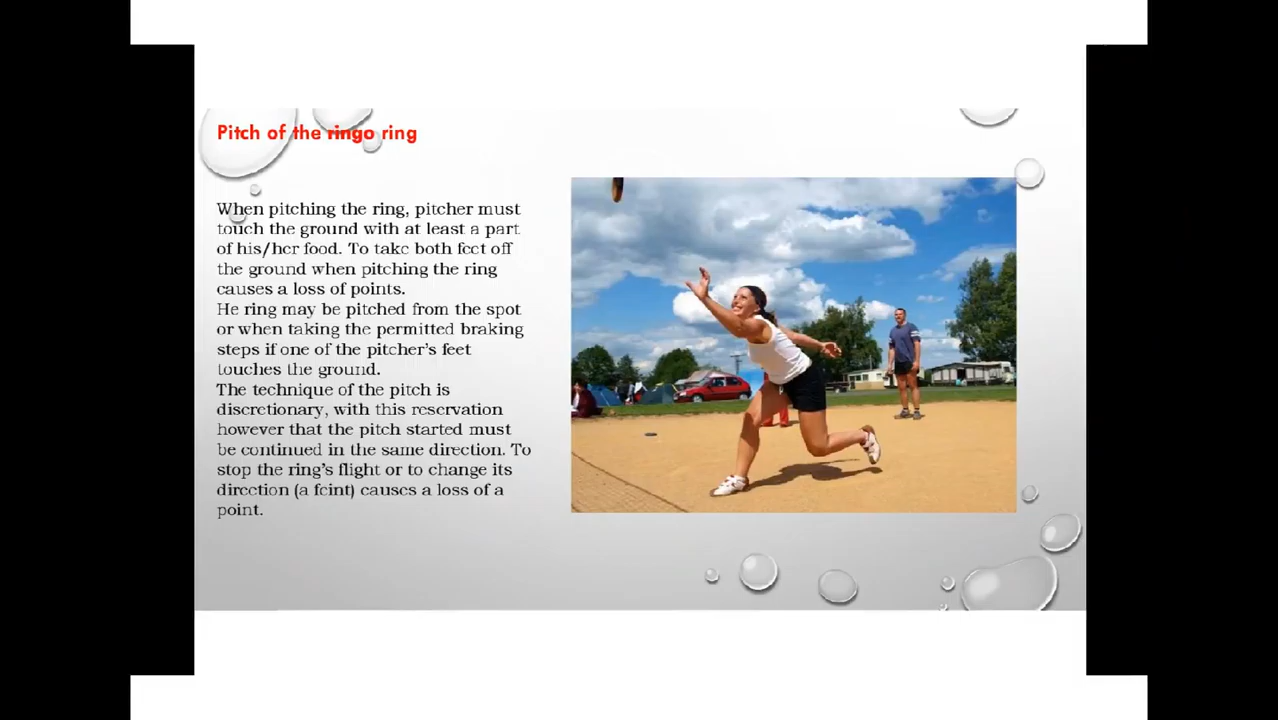 Pitch of the ringo ring
When pitching the ring, pitcher must
touch the ground with at least a part
of his/her food. To take both feet off
the ground when pitching the ring
causes a loss of points.
He ring may be pitched from the spot
or when taking the permitted braking
steps if one of the pitcher's feet
touches the ground.
The technique of the pitch is
discretionary, with this reservation
however that the pitch started must
be continued in the same direction. To
stop the ring's flight or to change its
direction (a feint) causes a loss of a
point.